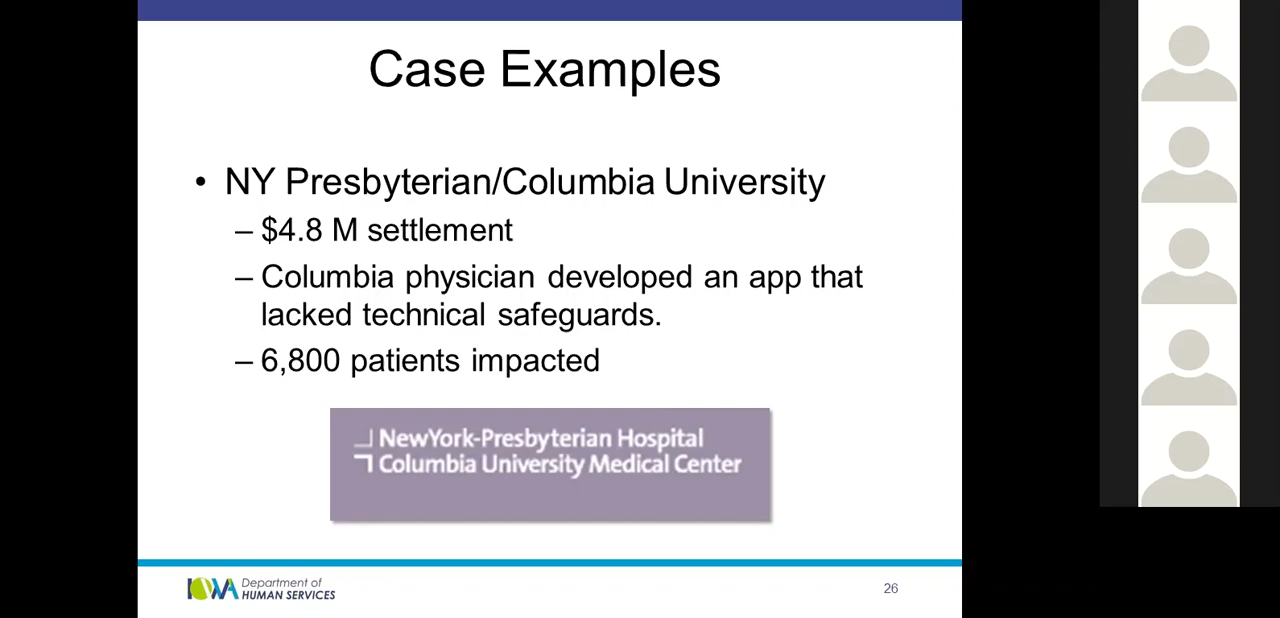 Case Examples
• NY Presbyterian/Columbia University
– $4.8 M settlement
– Columbia physician developed an app that
lacked technical safeguards.
– 6,800 patients impacted
NewYork-Presbyterian Hospital
Columbia University Medical Center
IOWA Department of
HUMAN SERVICES
26